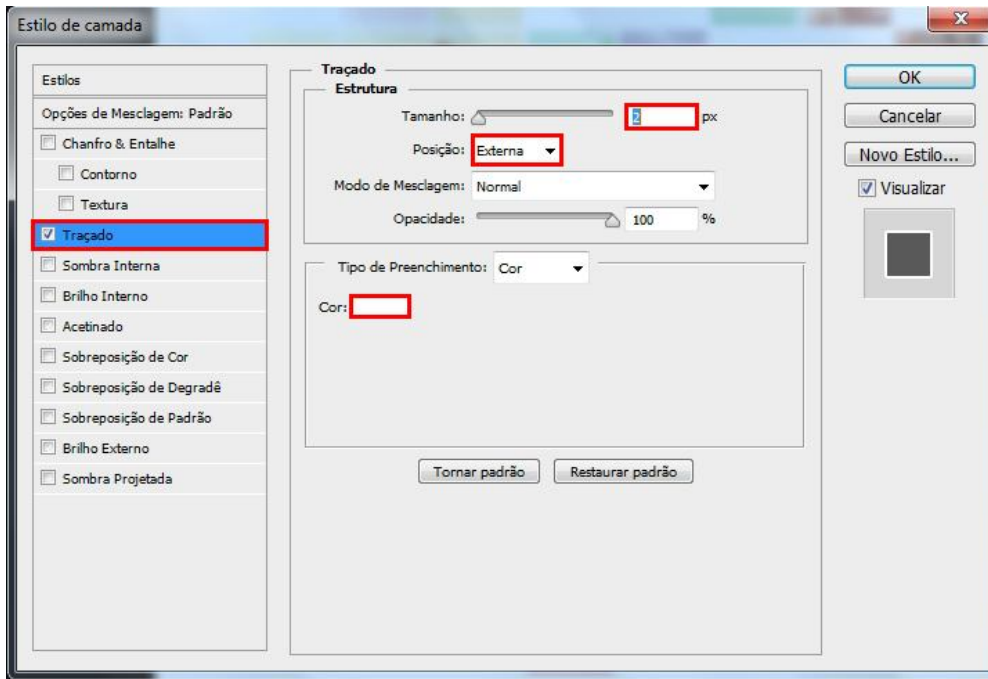 Estilo de camada
Estilos
Opções de Mesclagem: Padrão
Chanfro & Entalhe
Contorno
Textura
Traçado
Sombra Interna
Brilho Interno
Acetinado
Sobreposição de Cor
Sobreposição de Degradê
Sobreposição de Padrão
Brilho Externo
Sombra Projetada
Traçado
Estrutura
Tamanho: 2 px
Posição: Externa
Modo de Mesclagem: Normal
Opacidade: 100 %
Tipo de Preenchimento: Cor
Cor:
Tornar padrão Restaurar padrão
OK
Cancelar
Novo Estilo...
Visualizar